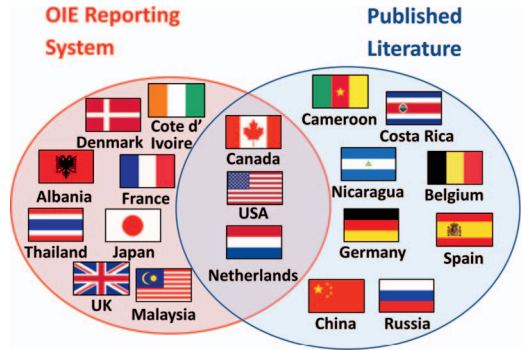 OIE Reporting
System
Published
Literature
Denmark
Cote d'
Ivoire
Albania
France
Thailand
Japan
UK
Malaysia
Canada
USA
Netherlands
Cameroon
Costa Rica
Nicaragua
Belgium
Germany
Spain
China
Russia